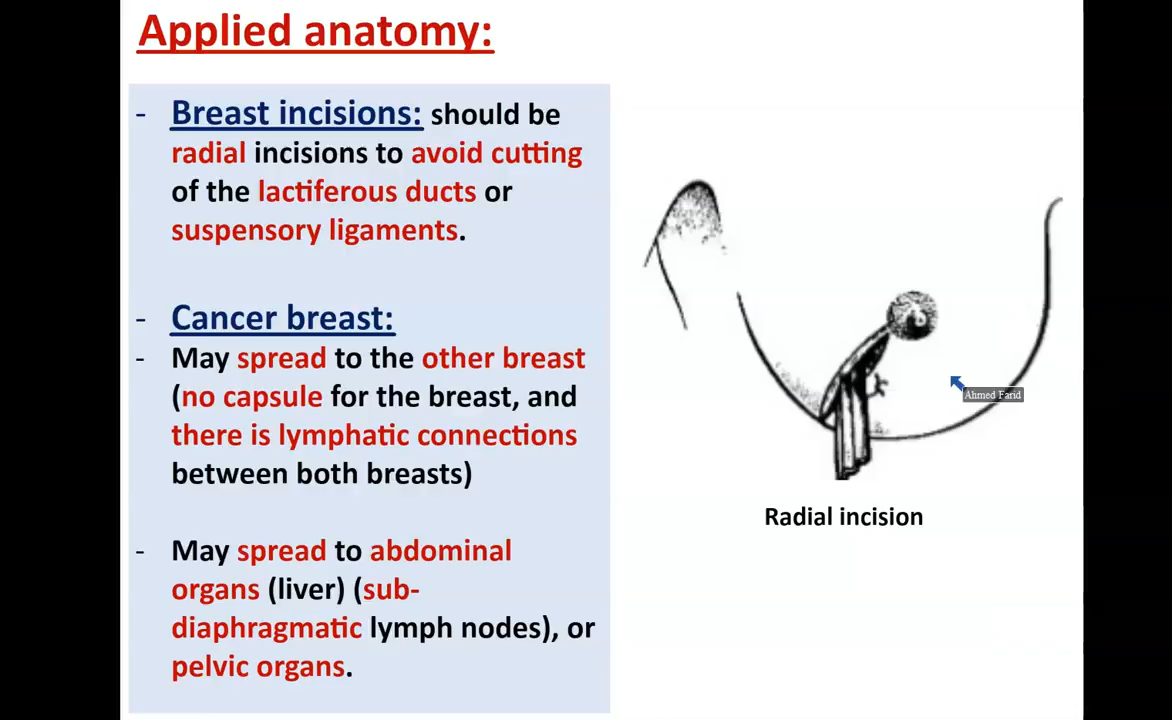 Applied anatomy:
- Breast incisions: should be
radial incisions to avoid cutting
of the lactiferous ducts or
suspensory ligaments.
- Cancer breast:
- May spread to the other breast
(no capsule for the breast, and
there is lymphatic connections
between both breasts)
- May spread to abdominal
organs (liver) (sub-
diaphragmatic lymph nodes), or
pelvic organs.
Ahmed Farid
Radial incision